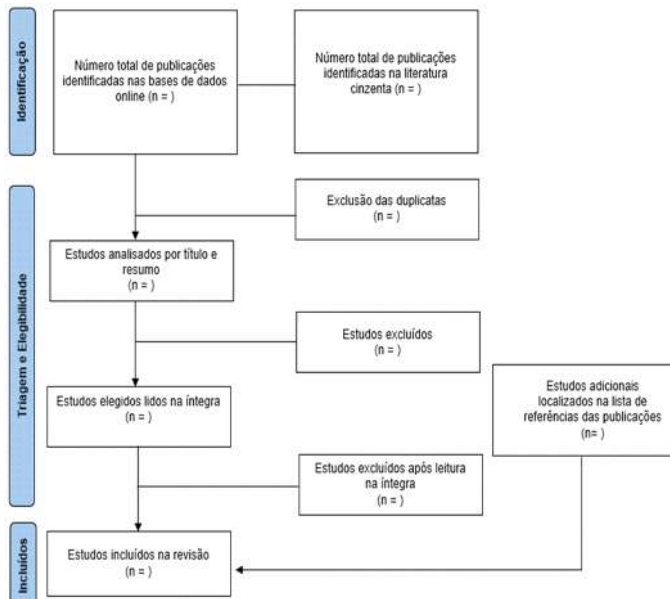 Identificação
Número total de publicações
identificadas nas bases de dados
online (n = )
Número total de publicações
identificadas na literatura
cinzenta (n = )
Triagem e Elegibilidade
Exclusão das duplicatas
(n = )
Estudos analisados por título e
resumo
(n = )
Estudos excluídos
(n = )
Estudos elegidos lidos na íntegra
(n = )
Estudos adicionais
localizados na lista de
referências das publicações
(n= )
Estudos excluídos após leitura
na íntegra
(n = )
Incluídos
Estudos incluídos na revisão
(n = )